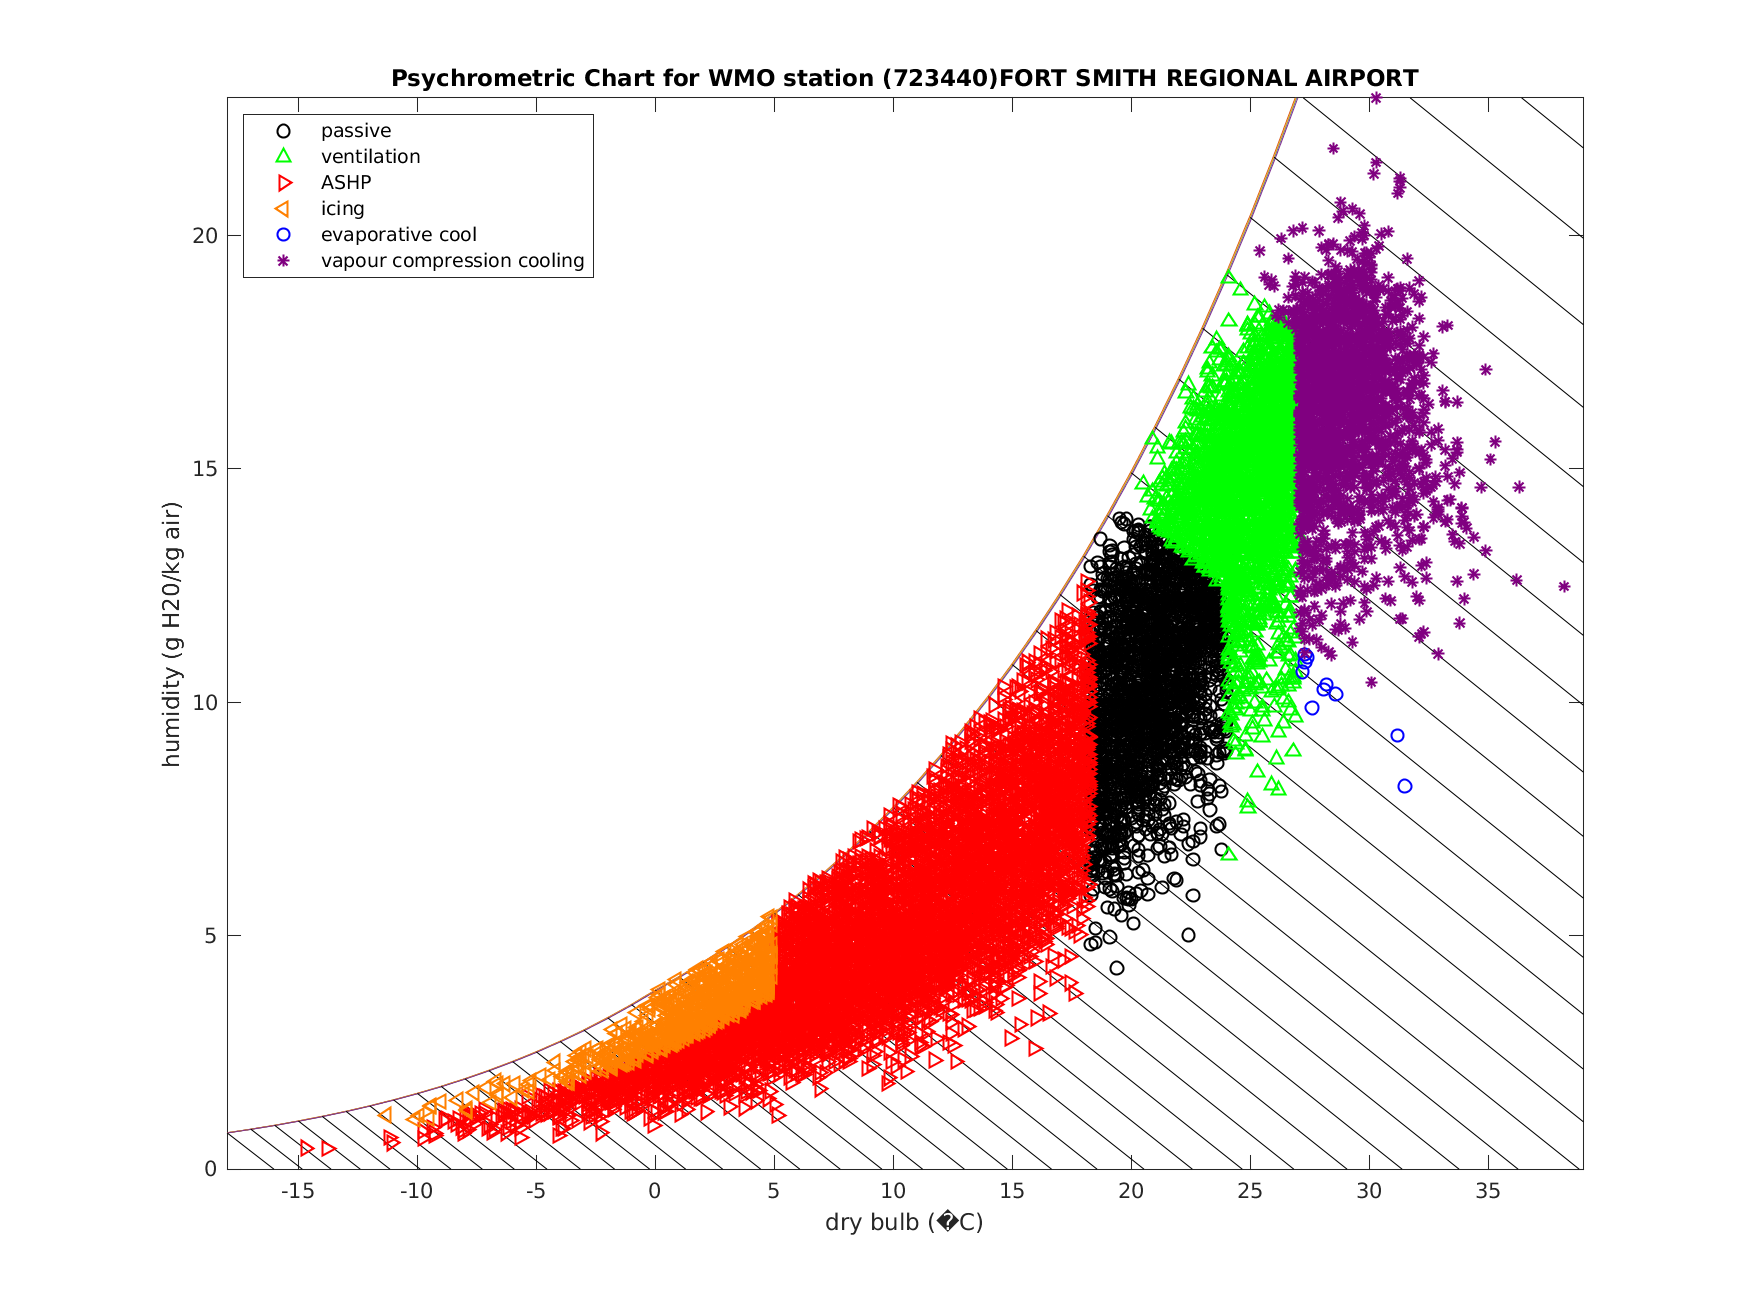 Psychrometric Chart for WMO station (723440)FORT SMITH REGIONAL AIRPORT
passive
ventilation
ASHP
icing
evaporative cool
vapour compression cooling
humidity (g H20/kg air)
20
15
10
5
0
-15 -10 -5 0 5 10 15 20 25 30 35
dry bulb (�C)